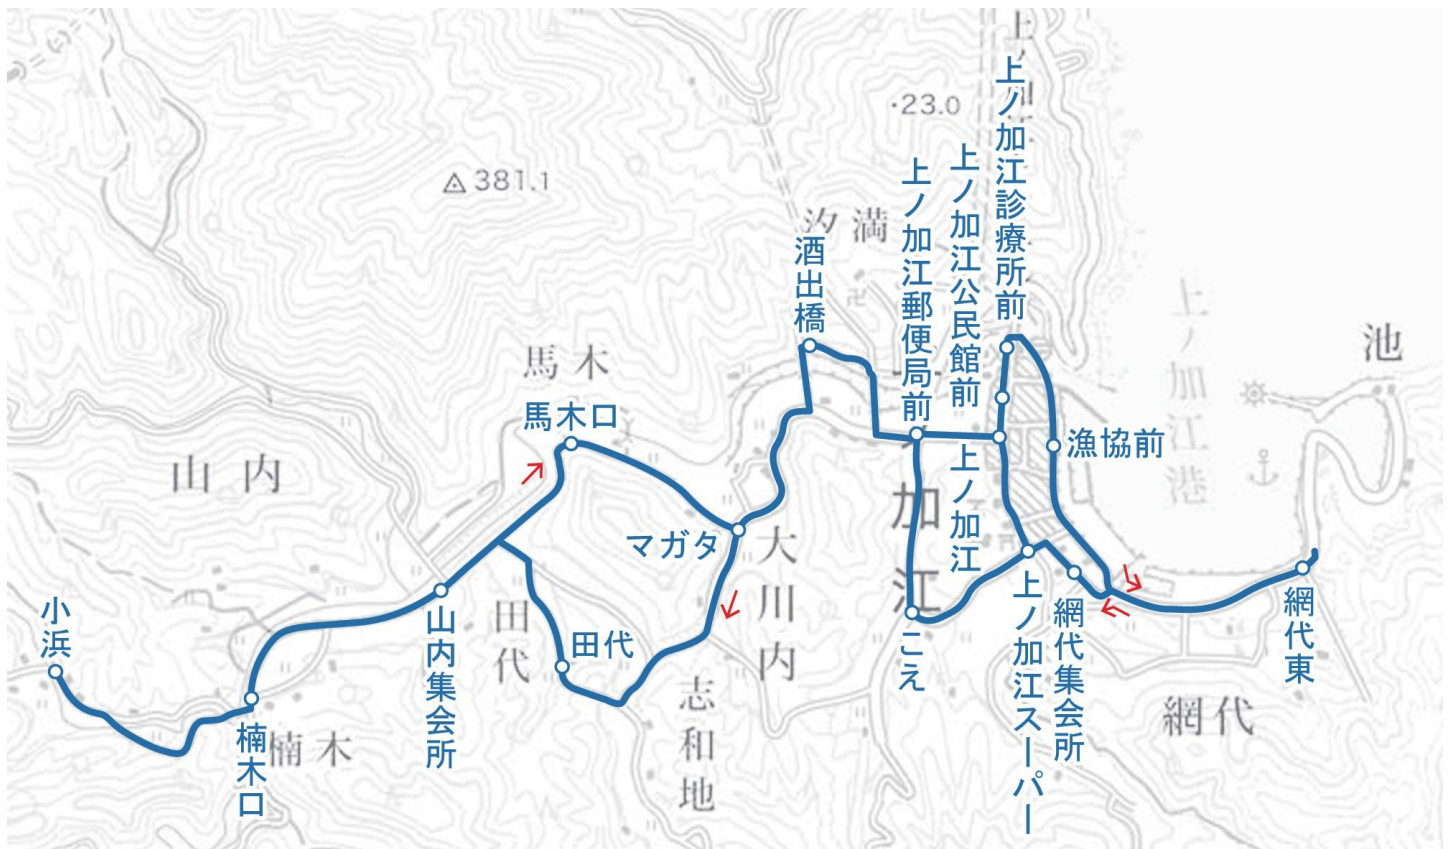 上ノ加江診療所前
・23.0
上ノ加江公民館前
上ノ加江郵便局前
381.1
汐満
酒出橋
上ノ加江港
池
馬木
馬木口
漁協前
山内
上ノ加江
加江
マガタ
大川内
小浜
田代
田代
山内集会所
こえ
上ノ加江スーパー
網代集会所
網代東
志和地
網代
楠木口
楠木